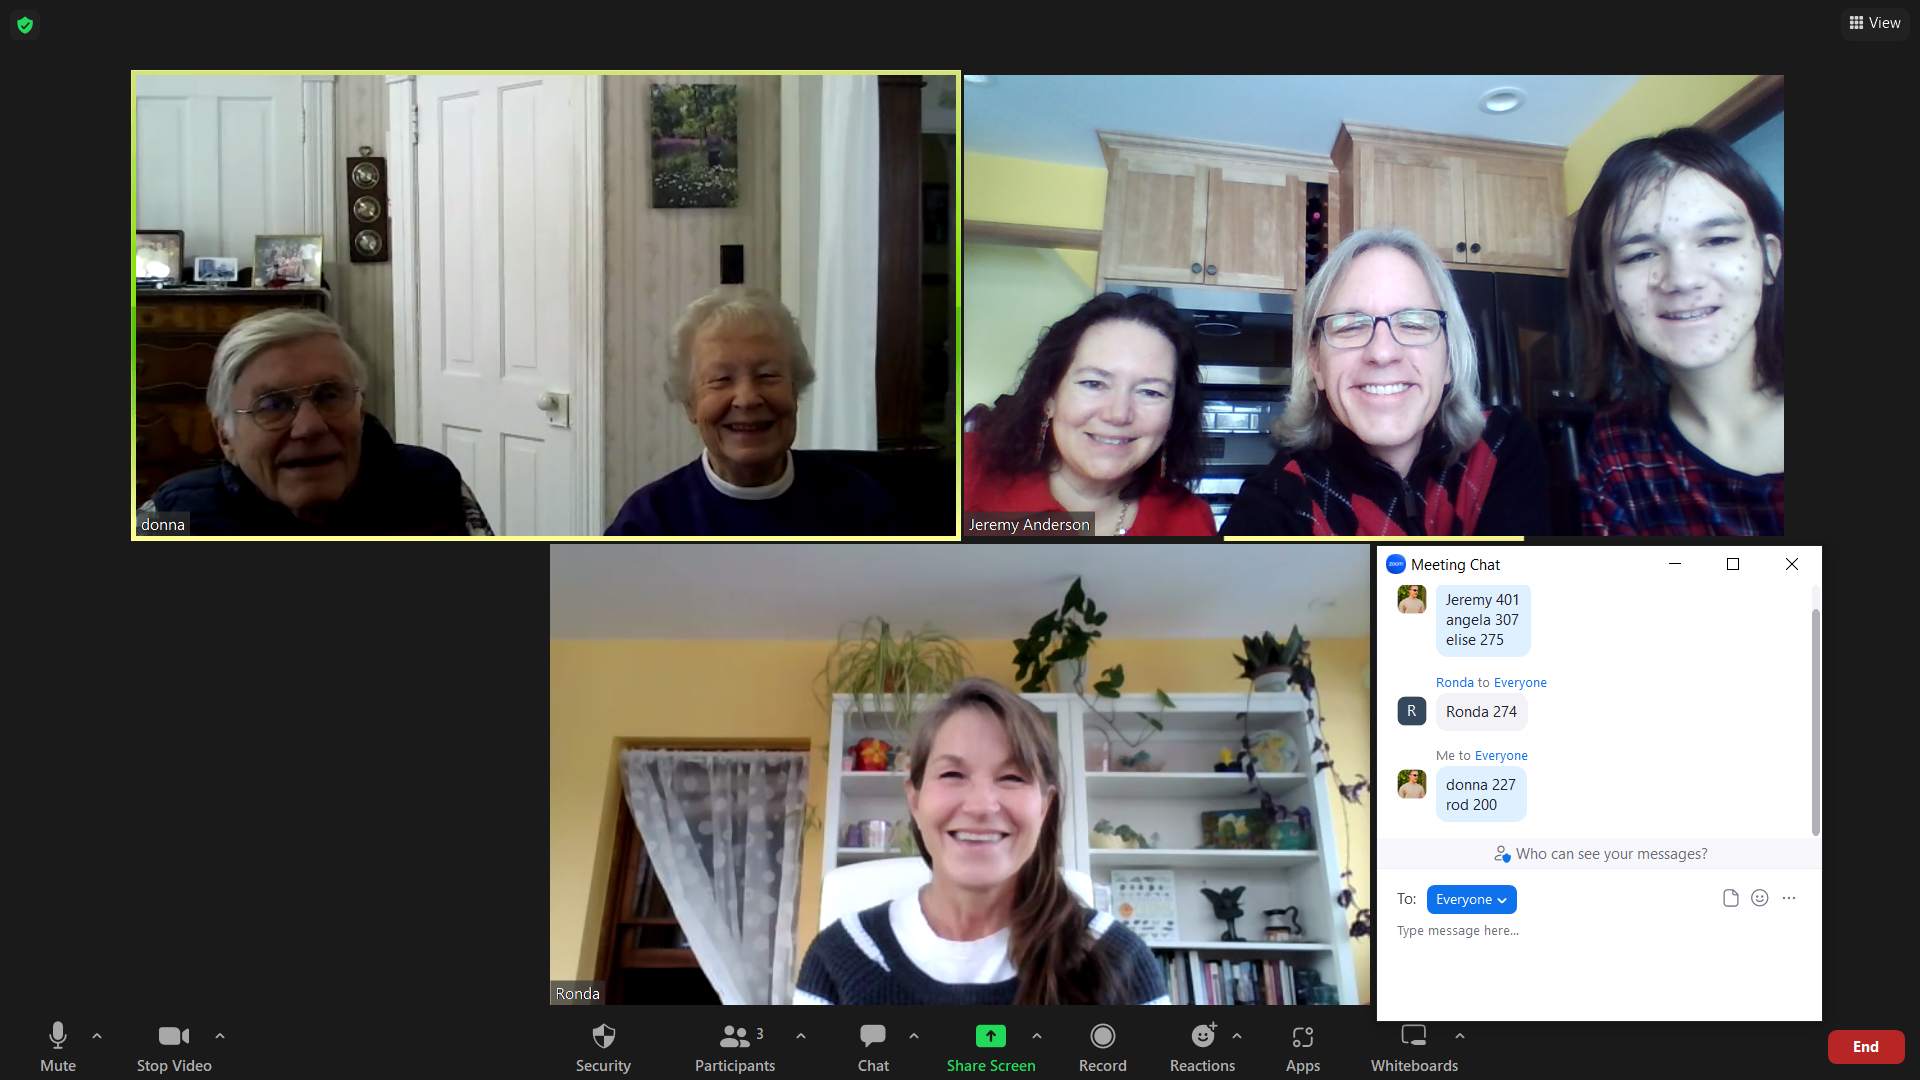 View
donna
Jeremy Anderson
Ronda
zoom Meeting Chat
Jeremy 401
angela 307
elise 275
Ronda to Everyone
R
Ronda 274
Me to Everyone
donna 227
rod 200
Who can see your messages?
To: Everyone
Type message here...
Mute
Stop Video
Security
3
Participants
Chat
Share Screen
Record
Reactions
Apps
Whiteboards
End